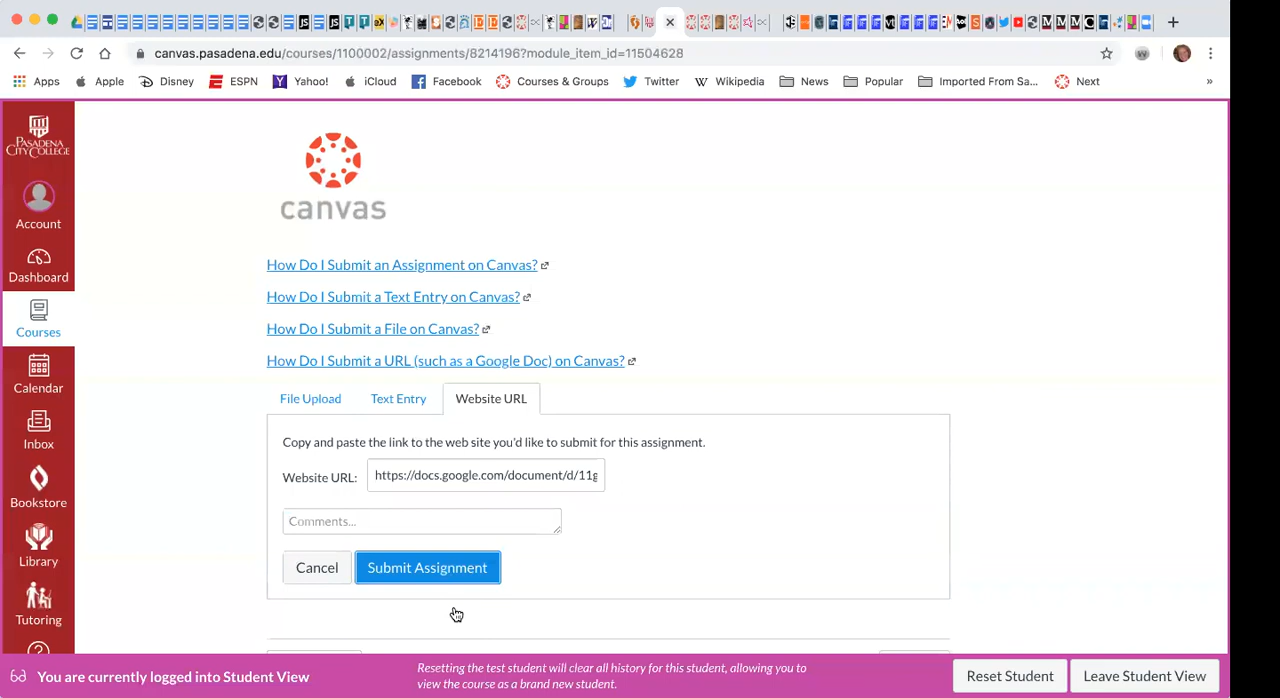 canvas.pasadena.edu/courses/1100002/assignments/8214196?module_item_id=11504628
Apps Apple Disney ESPN Yahoo! iCloud Facebook Courses & Groups Twitter Wikipedia News Popular Imported From Sa... Next »
PASADENA
CITY COLLEGE
Account
Dashboard
Courses
Calendar
Inbox
Bookstore
Library
Tutoring
canvas
How Do I Submit an Assignment on Canvas?
How Do I Submit a Text Entry on Canvas?
How Do I Submit a File on Canvas?
How Do I Submit a URL (such as a Google Doc) on Canvas?
File Upload Text Entry Website URL
Copy and paste the link to the web site you'd like to submit for this assignment.
Website URL: https://docs.google.com/document/d/11g
Comments...
Cancel Submit Assignment
You are currently logged into Student View
Resetting the test student will clear all history for this student, allowing you to
view the course as a brand new student.
Reset Student Leave Student View